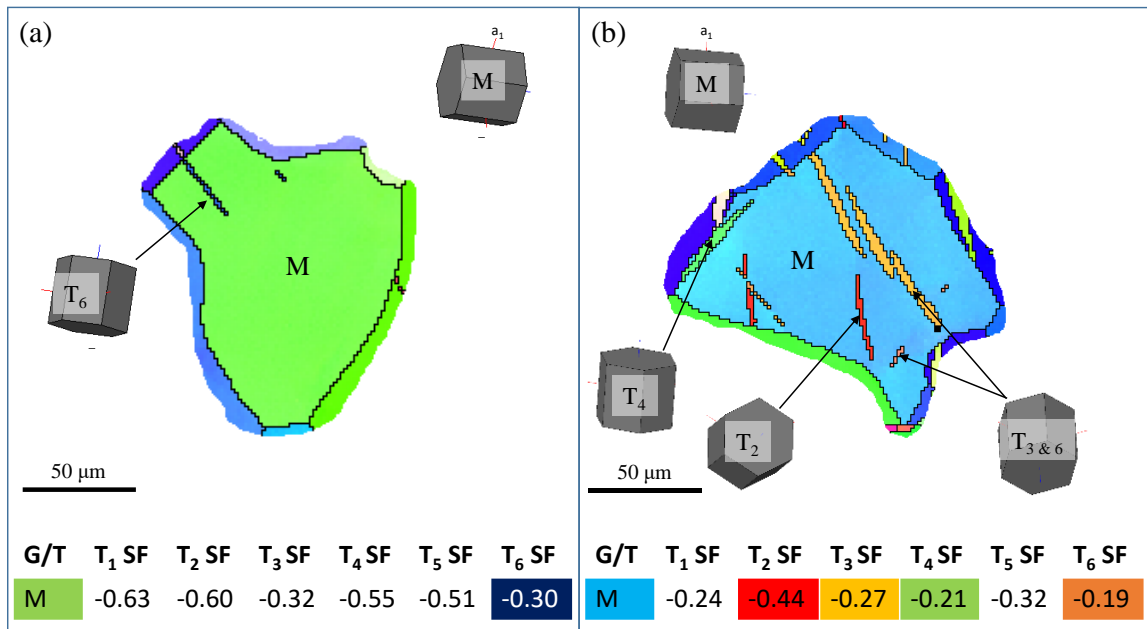 (a)
a₁
M
T₆
M
50 μm
G/T T₁ SF T₂ SF T₃ SF T₄ SF T₅ SF T₆ SF
M -0.63 -0.60 -0.32 -0.55 -0.51 -0.30
(b)
a₁
M
M
T₄
T₂
T₃ & ₆
50 μm
G/T T₁ SF T₂ SF T₃ SF T₄ SF T₅ SF T₆ SF
M -0.24 -0.44 -0.27 -0.21 -0.32 -0.19